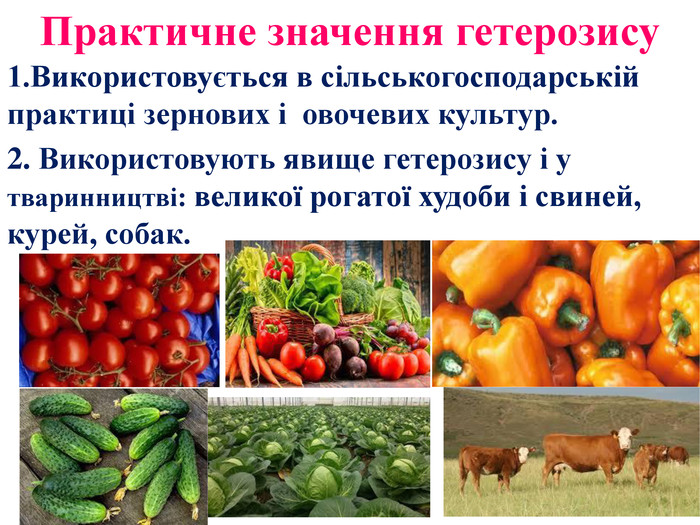 Практичне значення гетерозису
1.Використовується в сільськогосподарській
практиці зернових і овочевих культур.
2. Використовують явище гетерозису і у
тваринництві: великої рогатої худоби і свиней,
курей, собак.